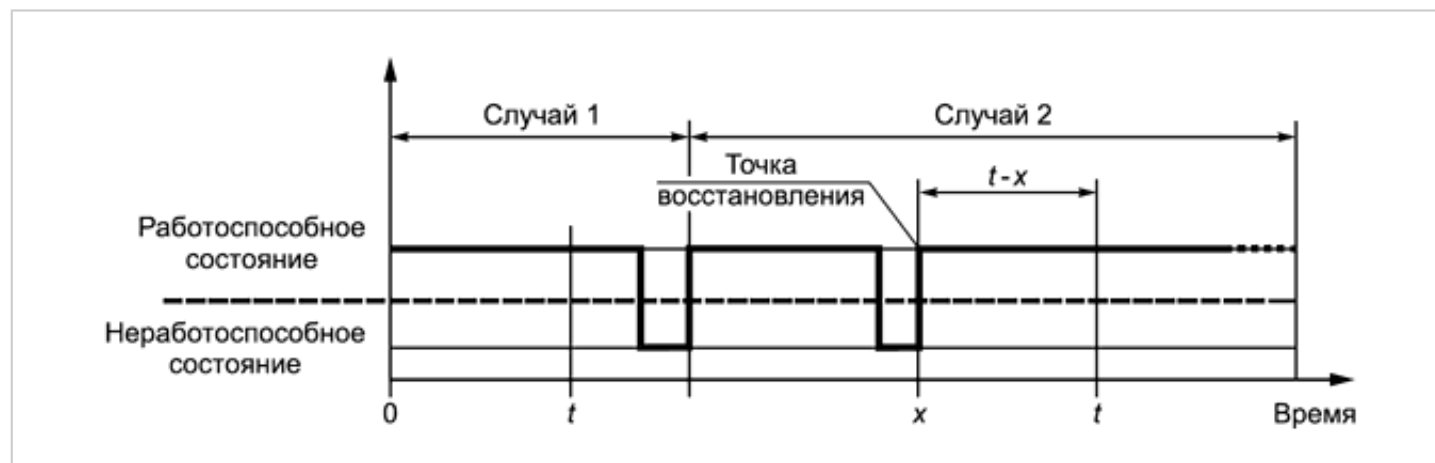 Случай 1
Случай 2
Точка
восстановления
t - x
Работоспособное
состояние
Неработоспособное
состояние
0
t
x
t
Время